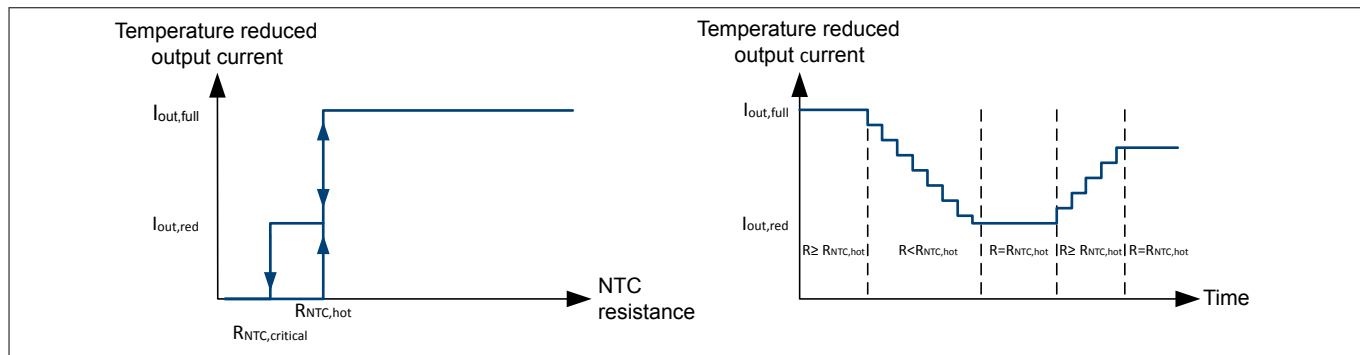 Temperature reduced
output current
Iout,full
Iout,red
RNTC,hot
RNTC,critical
NTC
resistance
Temperature reduced
output current
Iout,full
Iout,red
R≥ RNTC,hot
R<RNTC,hot
R=RNTC,hot
R≥ RNTC,hot
R=RNTC,hot
Time